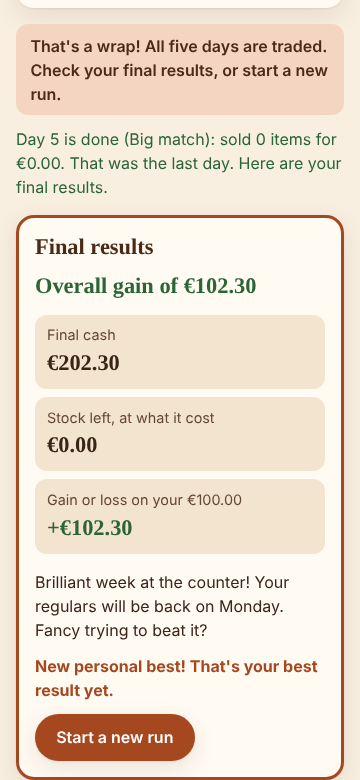 That's a wrap! All five days are traded.
Check your final results, or start a new
run.
Day 5 is done (Big match): sold 0 items for
€0.00. That was the last day. Here are your
final results.
Final results
Overall gain of €102.30
Final cash
€202.30
Stock left, at what it cost
€0.00
Gain or loss on your €100.00
+€102.30
Brilliant week at the counter! Your
regulars will be back on Monday.
Fancy trying to beat it?
New personal best! That's your best
result yet.
Start a new run